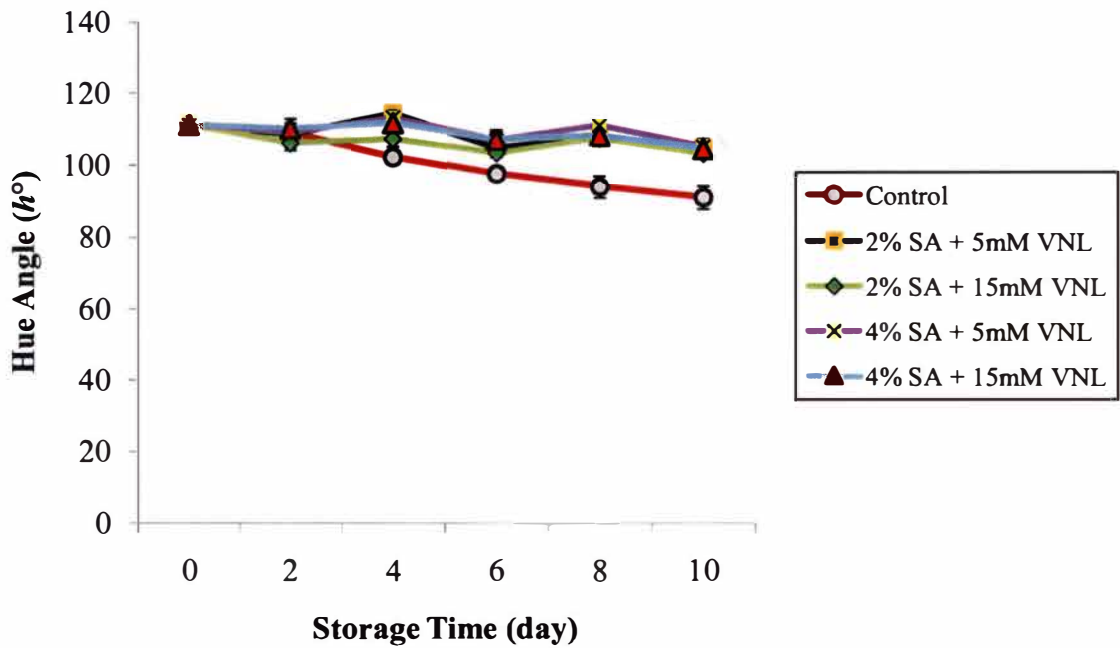 140
120
100
80
60
40
20
0
Hue Angle (h°)
0 2 4 6 8 10
Storage Time (day)
Control
2% SA + 5mM VNL
2% SA + 15mM VNL
4% SA + 5mM VNL
4% SA + 15mM VNL